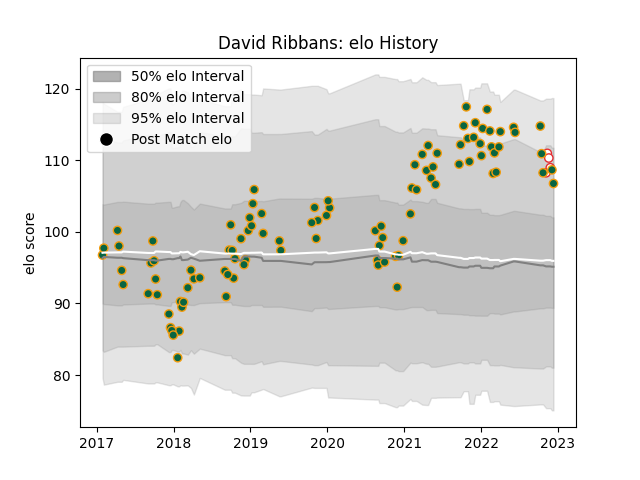 David Ribbans: elo History
50% elo Interval
80% elo Interval
95% elo Interval
Post Match elo
elo score
120
110
100
90
80
2017 2018 2019 2020 2021 2022 2023